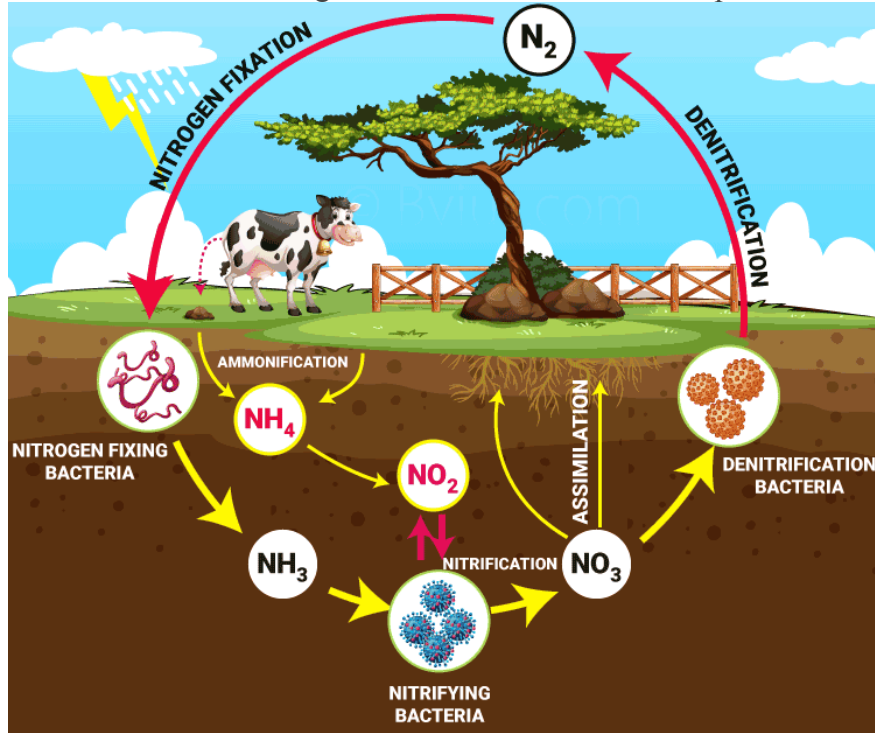 N₂
NITROGEN FIXATION
DENITRIFICATION
AMMONIFICATION
NH₄
NITROGEN FIXING
BACTERIA
NO₂
ASSIMILATION
DENITRIFICATION
BACTERIA
NH₃
NITRIFICATION
NO₃
NITRIFYING
BACTERIA